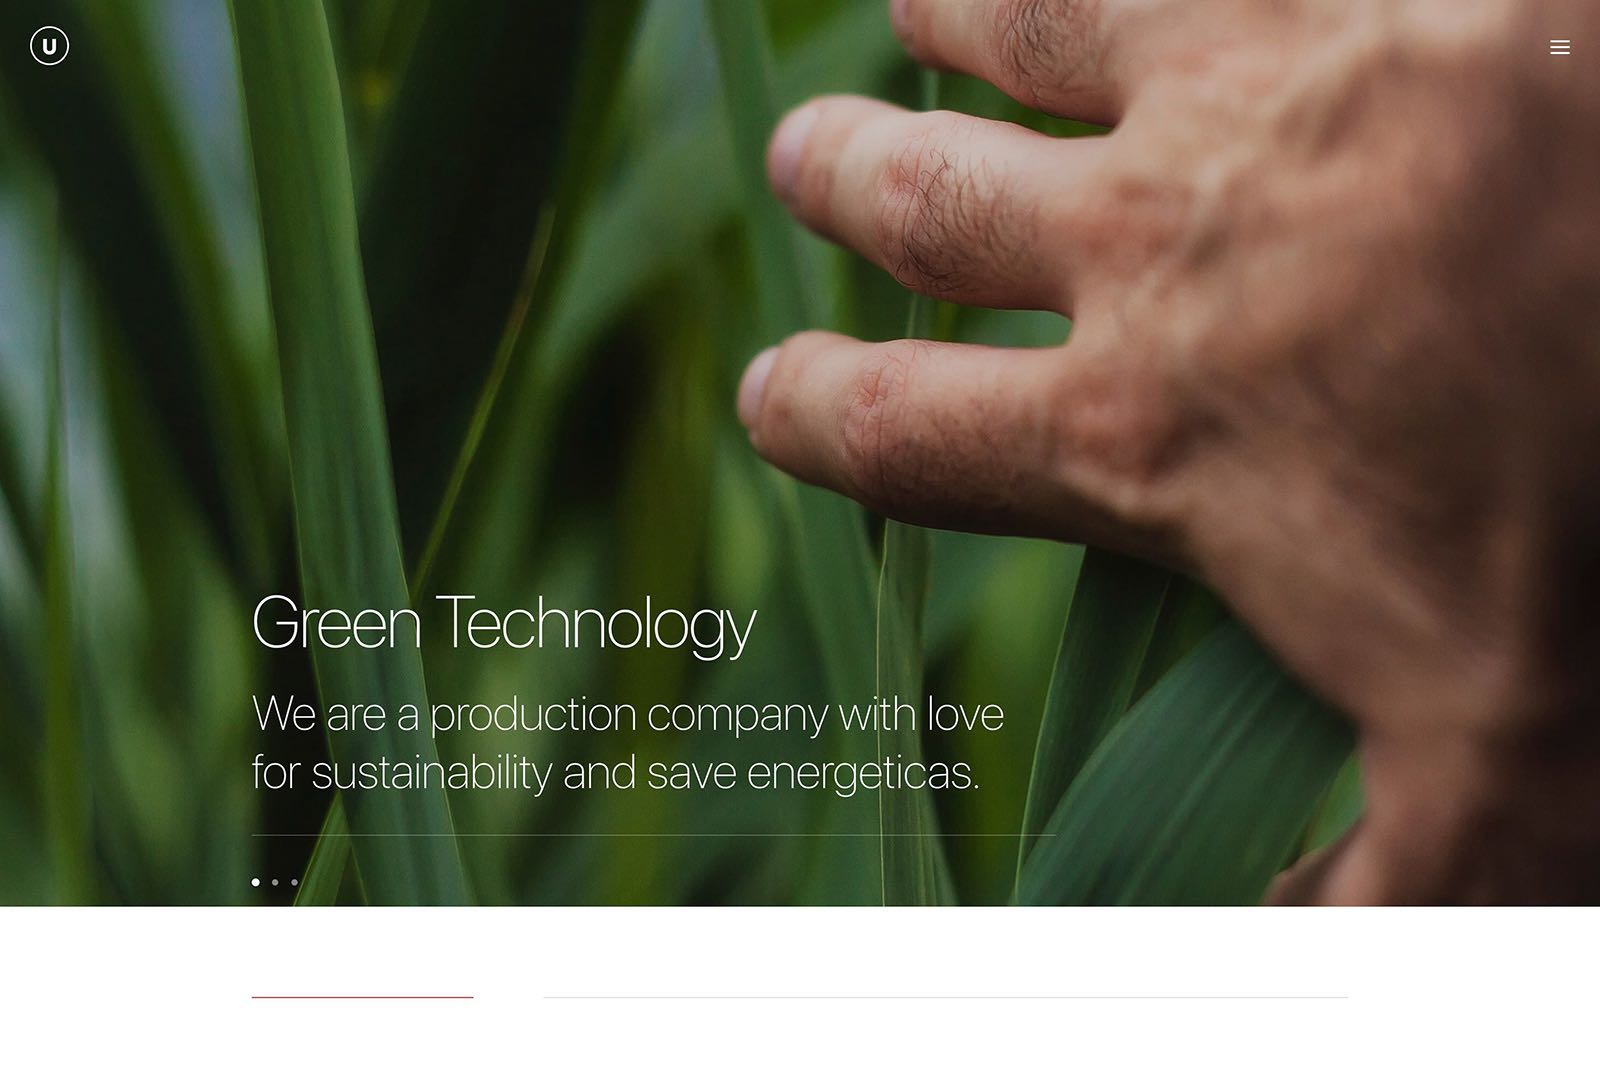 U
Green Technology
We are a production company with love
for sustainability and save energeticas.